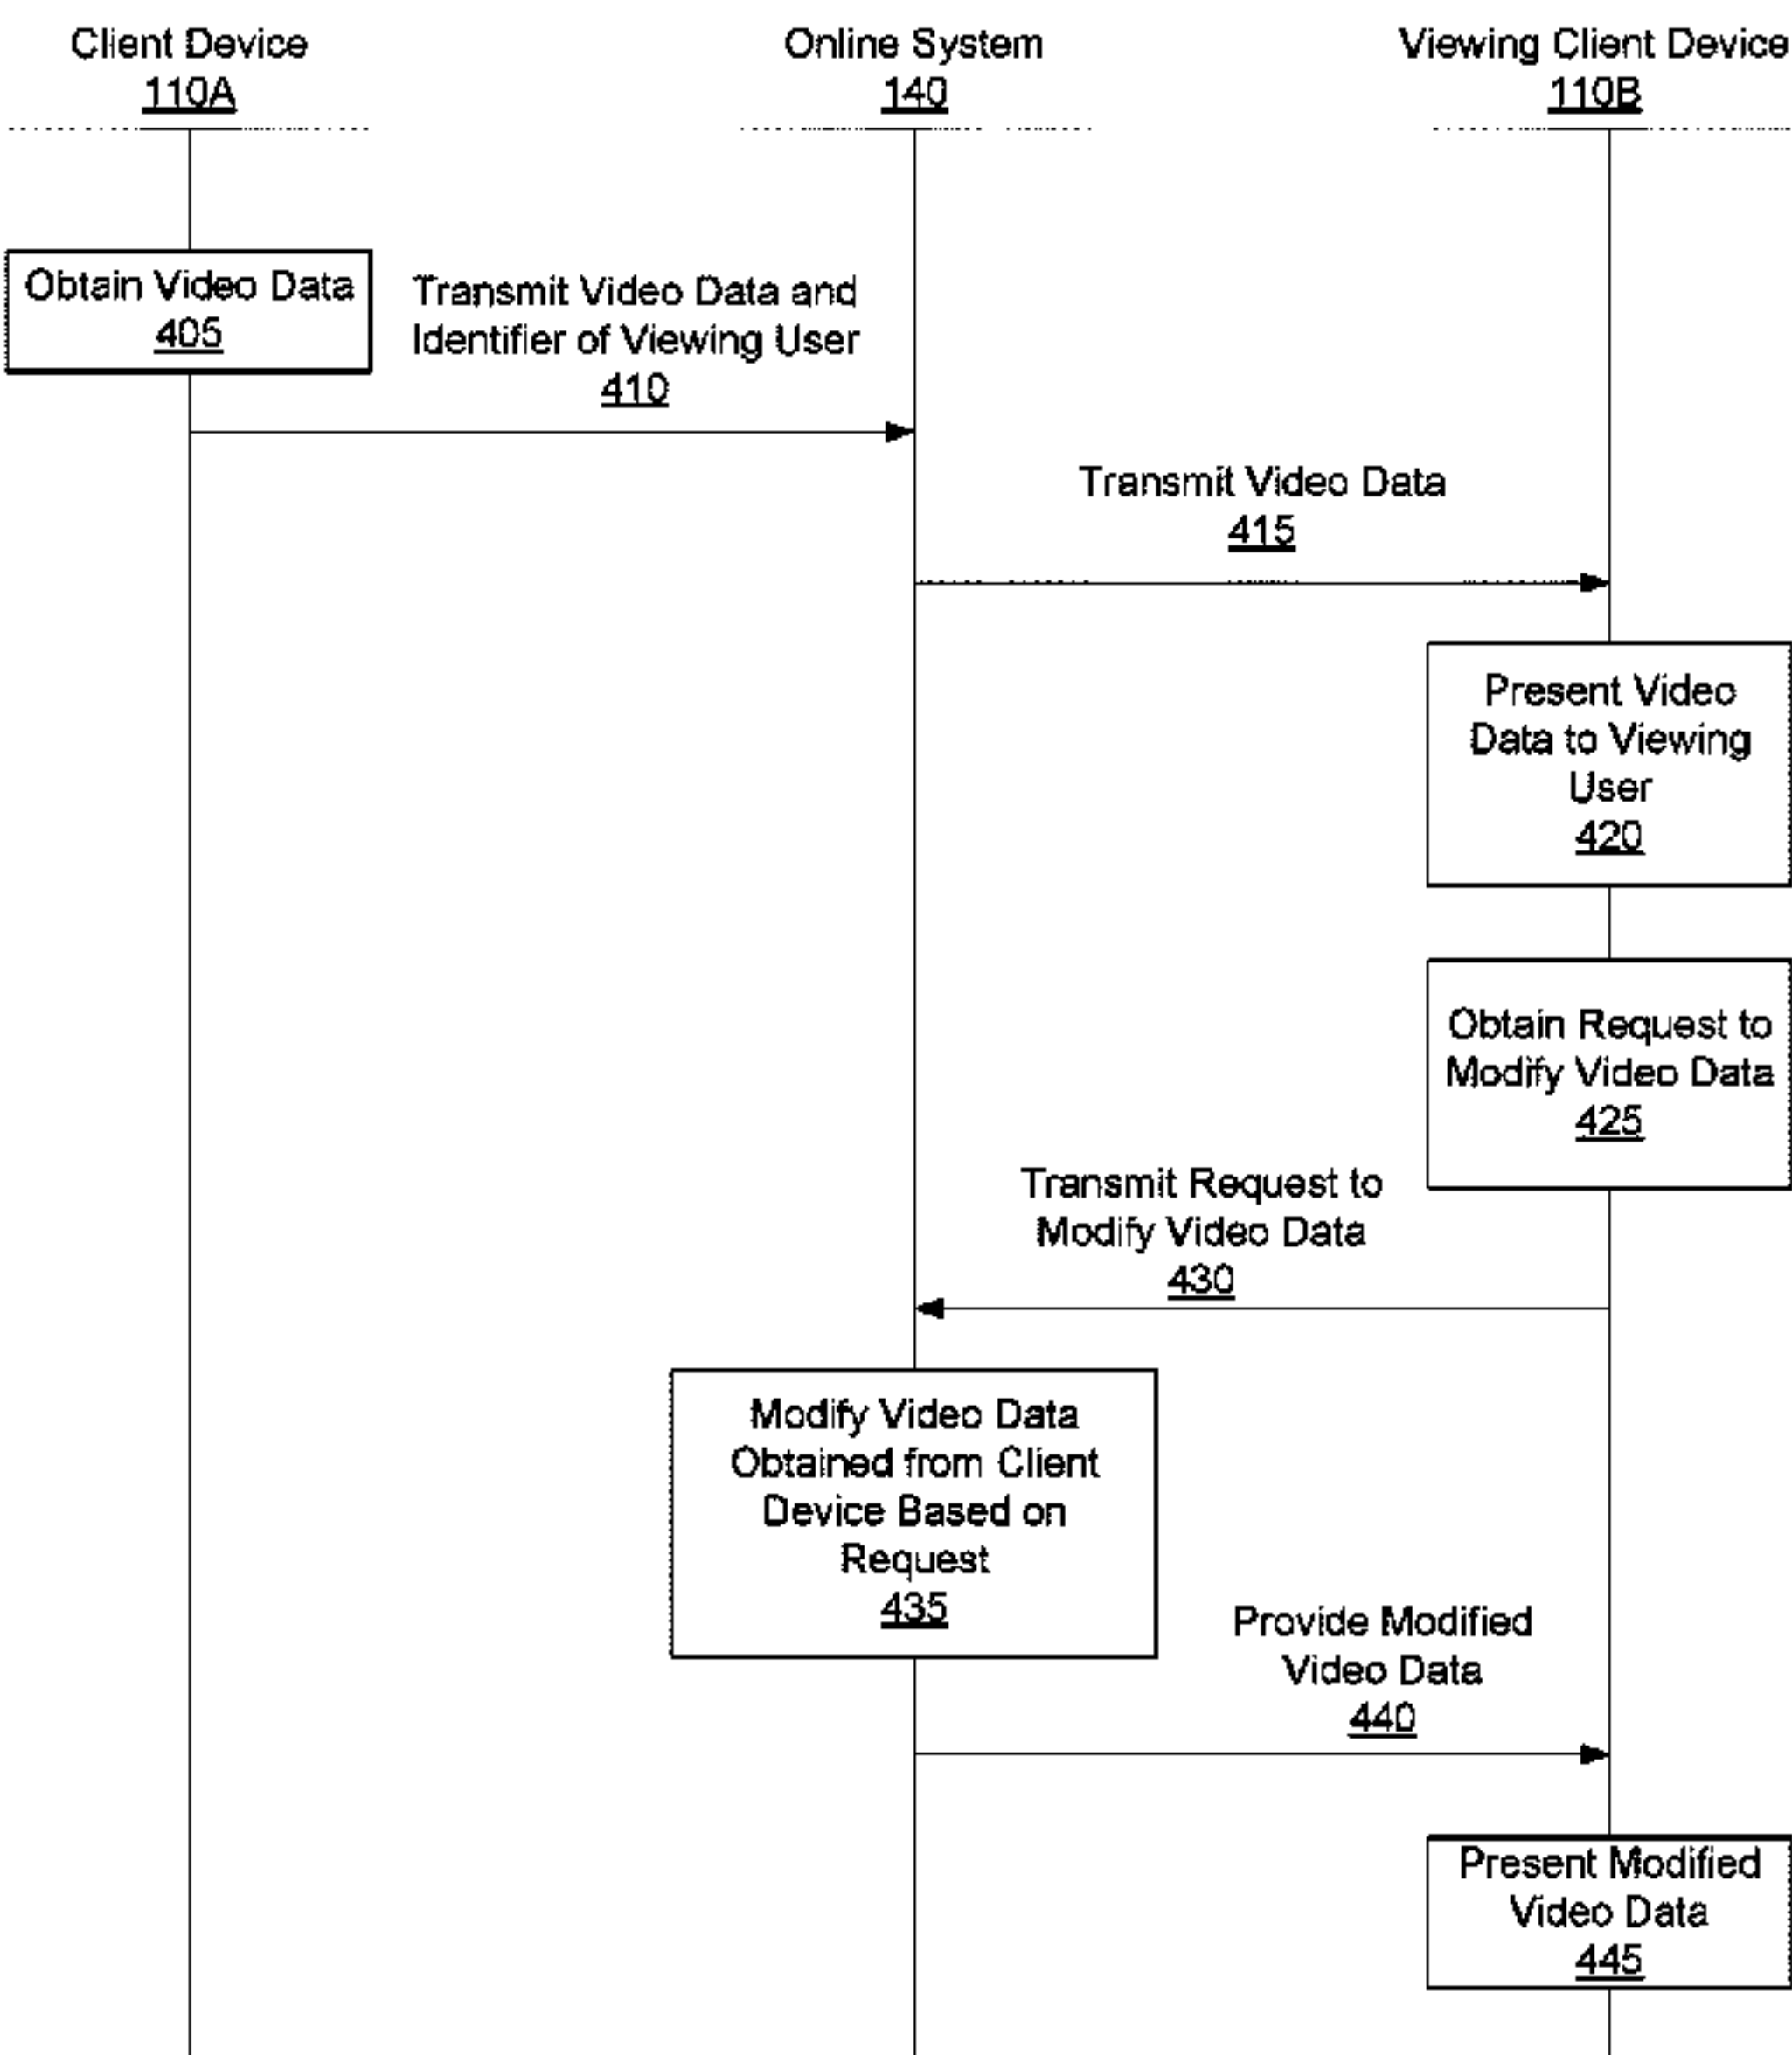 Client Device
110A
Online System
140
Viewing Client Device
110B
Obtain Video Data
405
Transmit Video Data and
Identifier of Viewing User
410
Transmit Video Data
415
Present Video
Data to Viewing
User
420
Obtain Request to
Modify Video Data
425
Transmit Request to
Modify Video Data
430
Modify Video Data
Obtained from Client
Device Based on
Request
435
Provide Modified
Video Data
440
Present Modified
Video Data
445